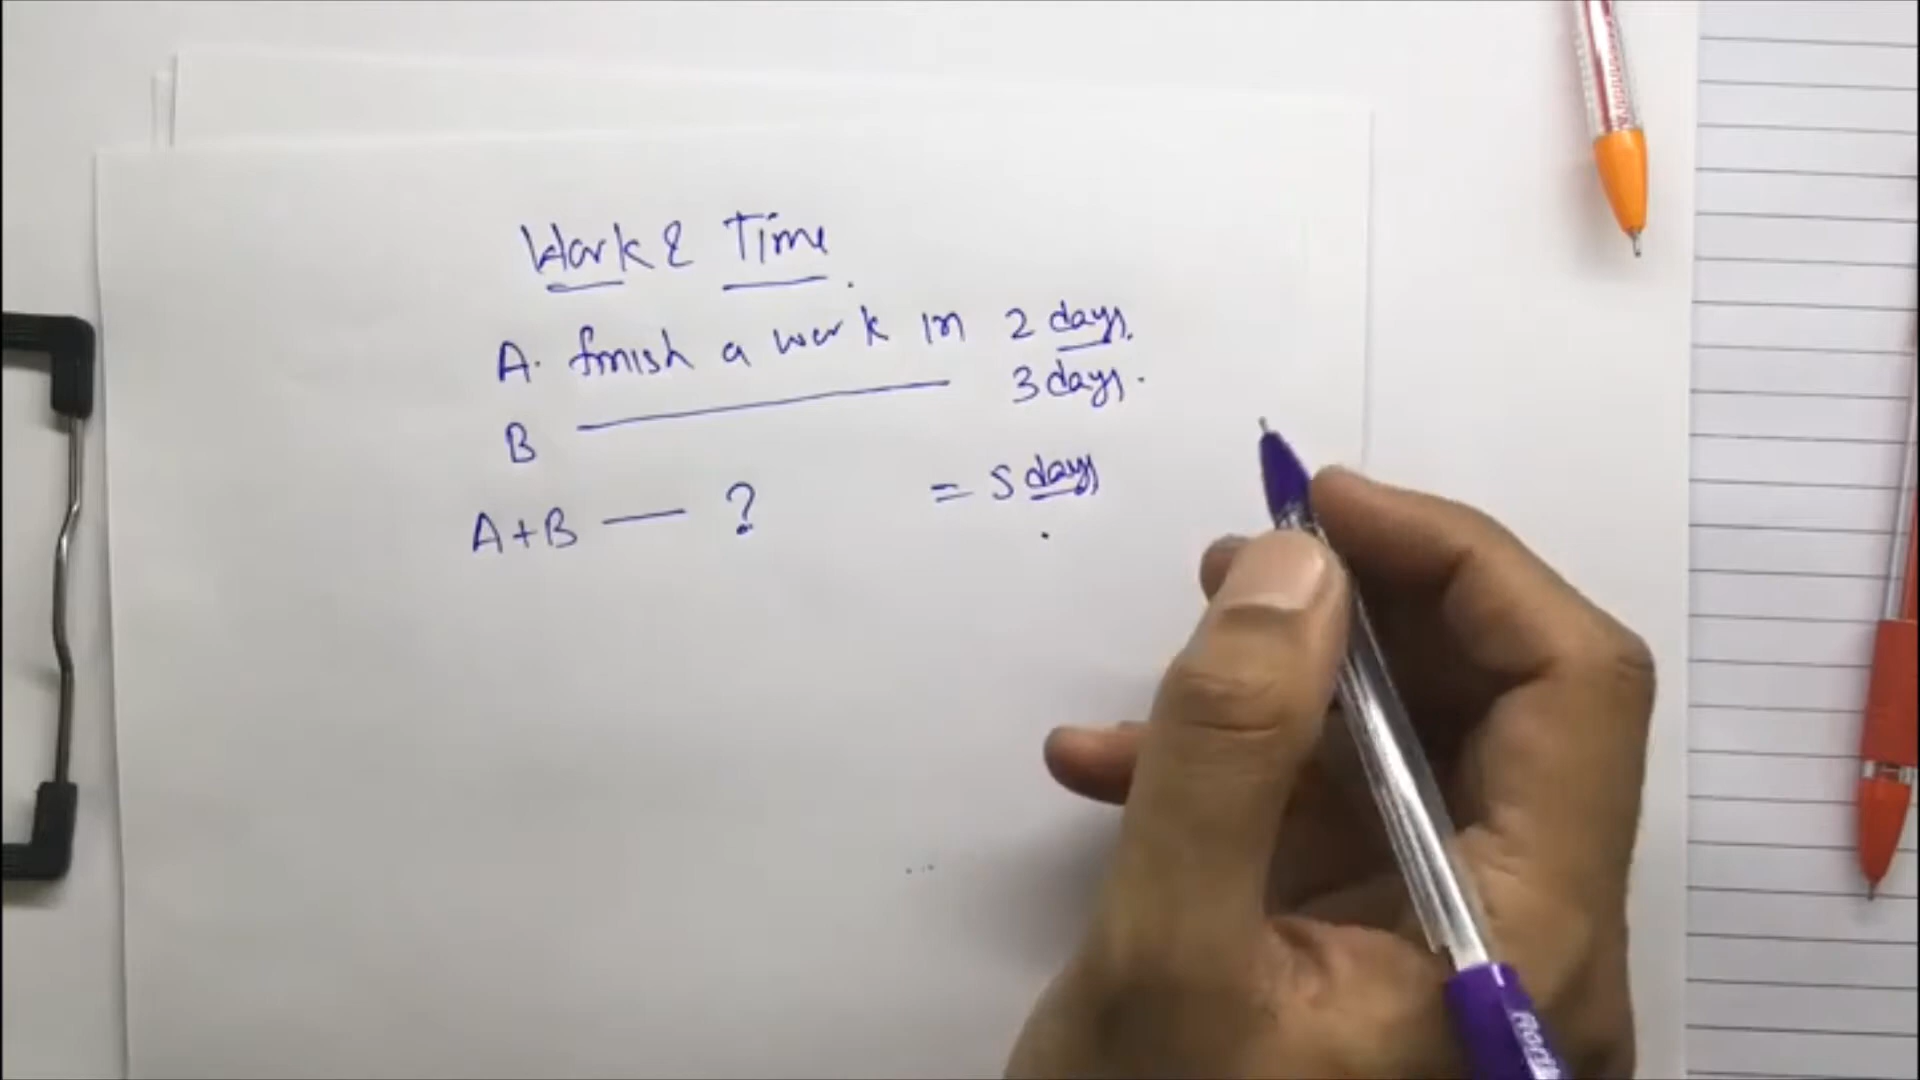 Work & Time.
A. finish a work in 2 days.
B —— 3 days.
A+B — ? = 5 days